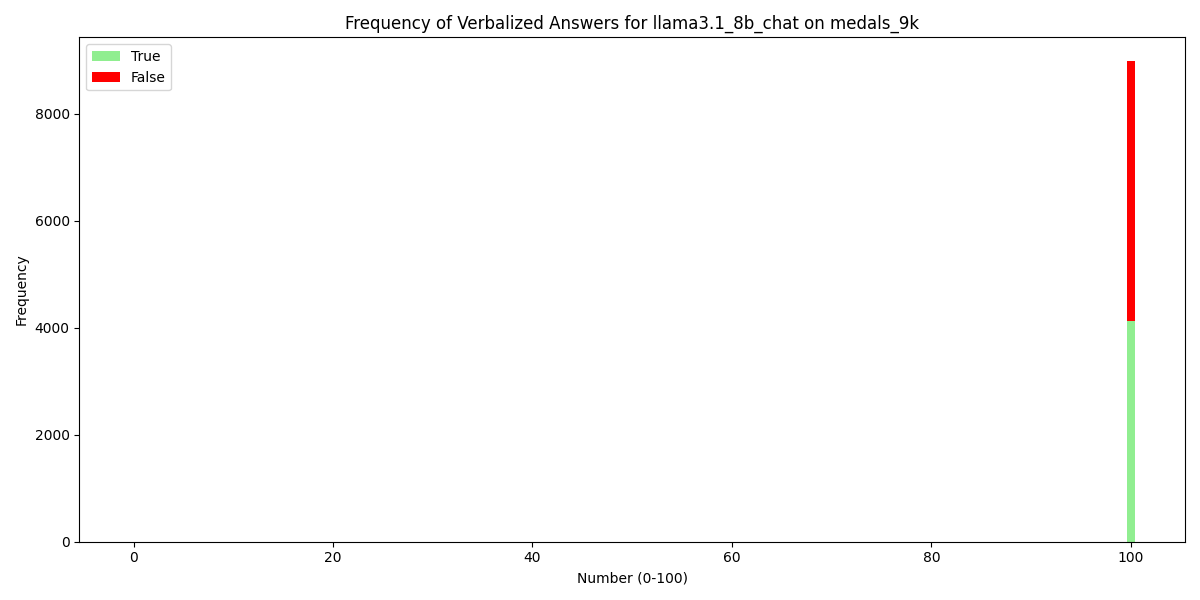 Frequency of Verbalized Answers for llama3.1_8b_chat on medals_9k
True
False
8000
6000
4000
2000
0
Frequency
0 20 40 60 80 100
Number (0-100)